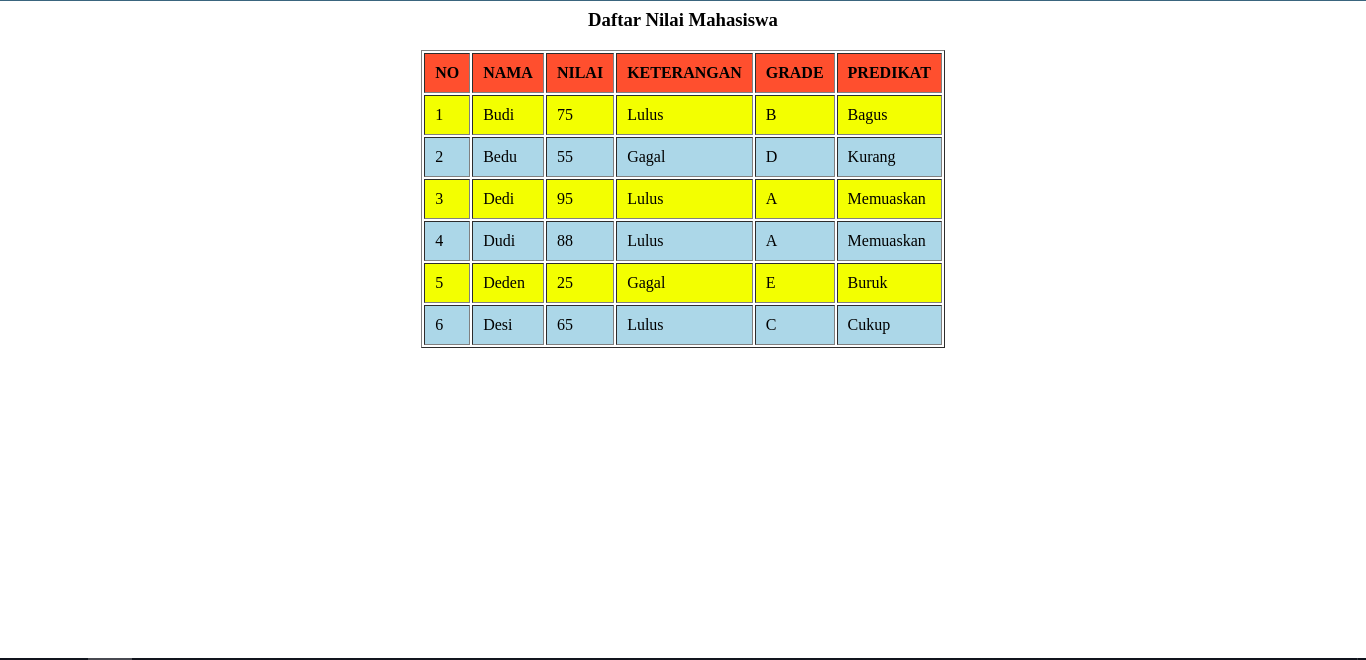 Daftar Nilai Mahasiswa
NO NAMA NILAI KETERANGAN GRADE PREDIKAT
1 Budi 75 Lulus B Bagus
2 Bedu 55 Gagal D Kurang
3 Dedi 95 Lulus A Memuaskan
4 Dudi 88 Lulus A Memuaskan
5 Deden 25 Gagal E Buruk
6 Desi 65 Lulus C Cukup